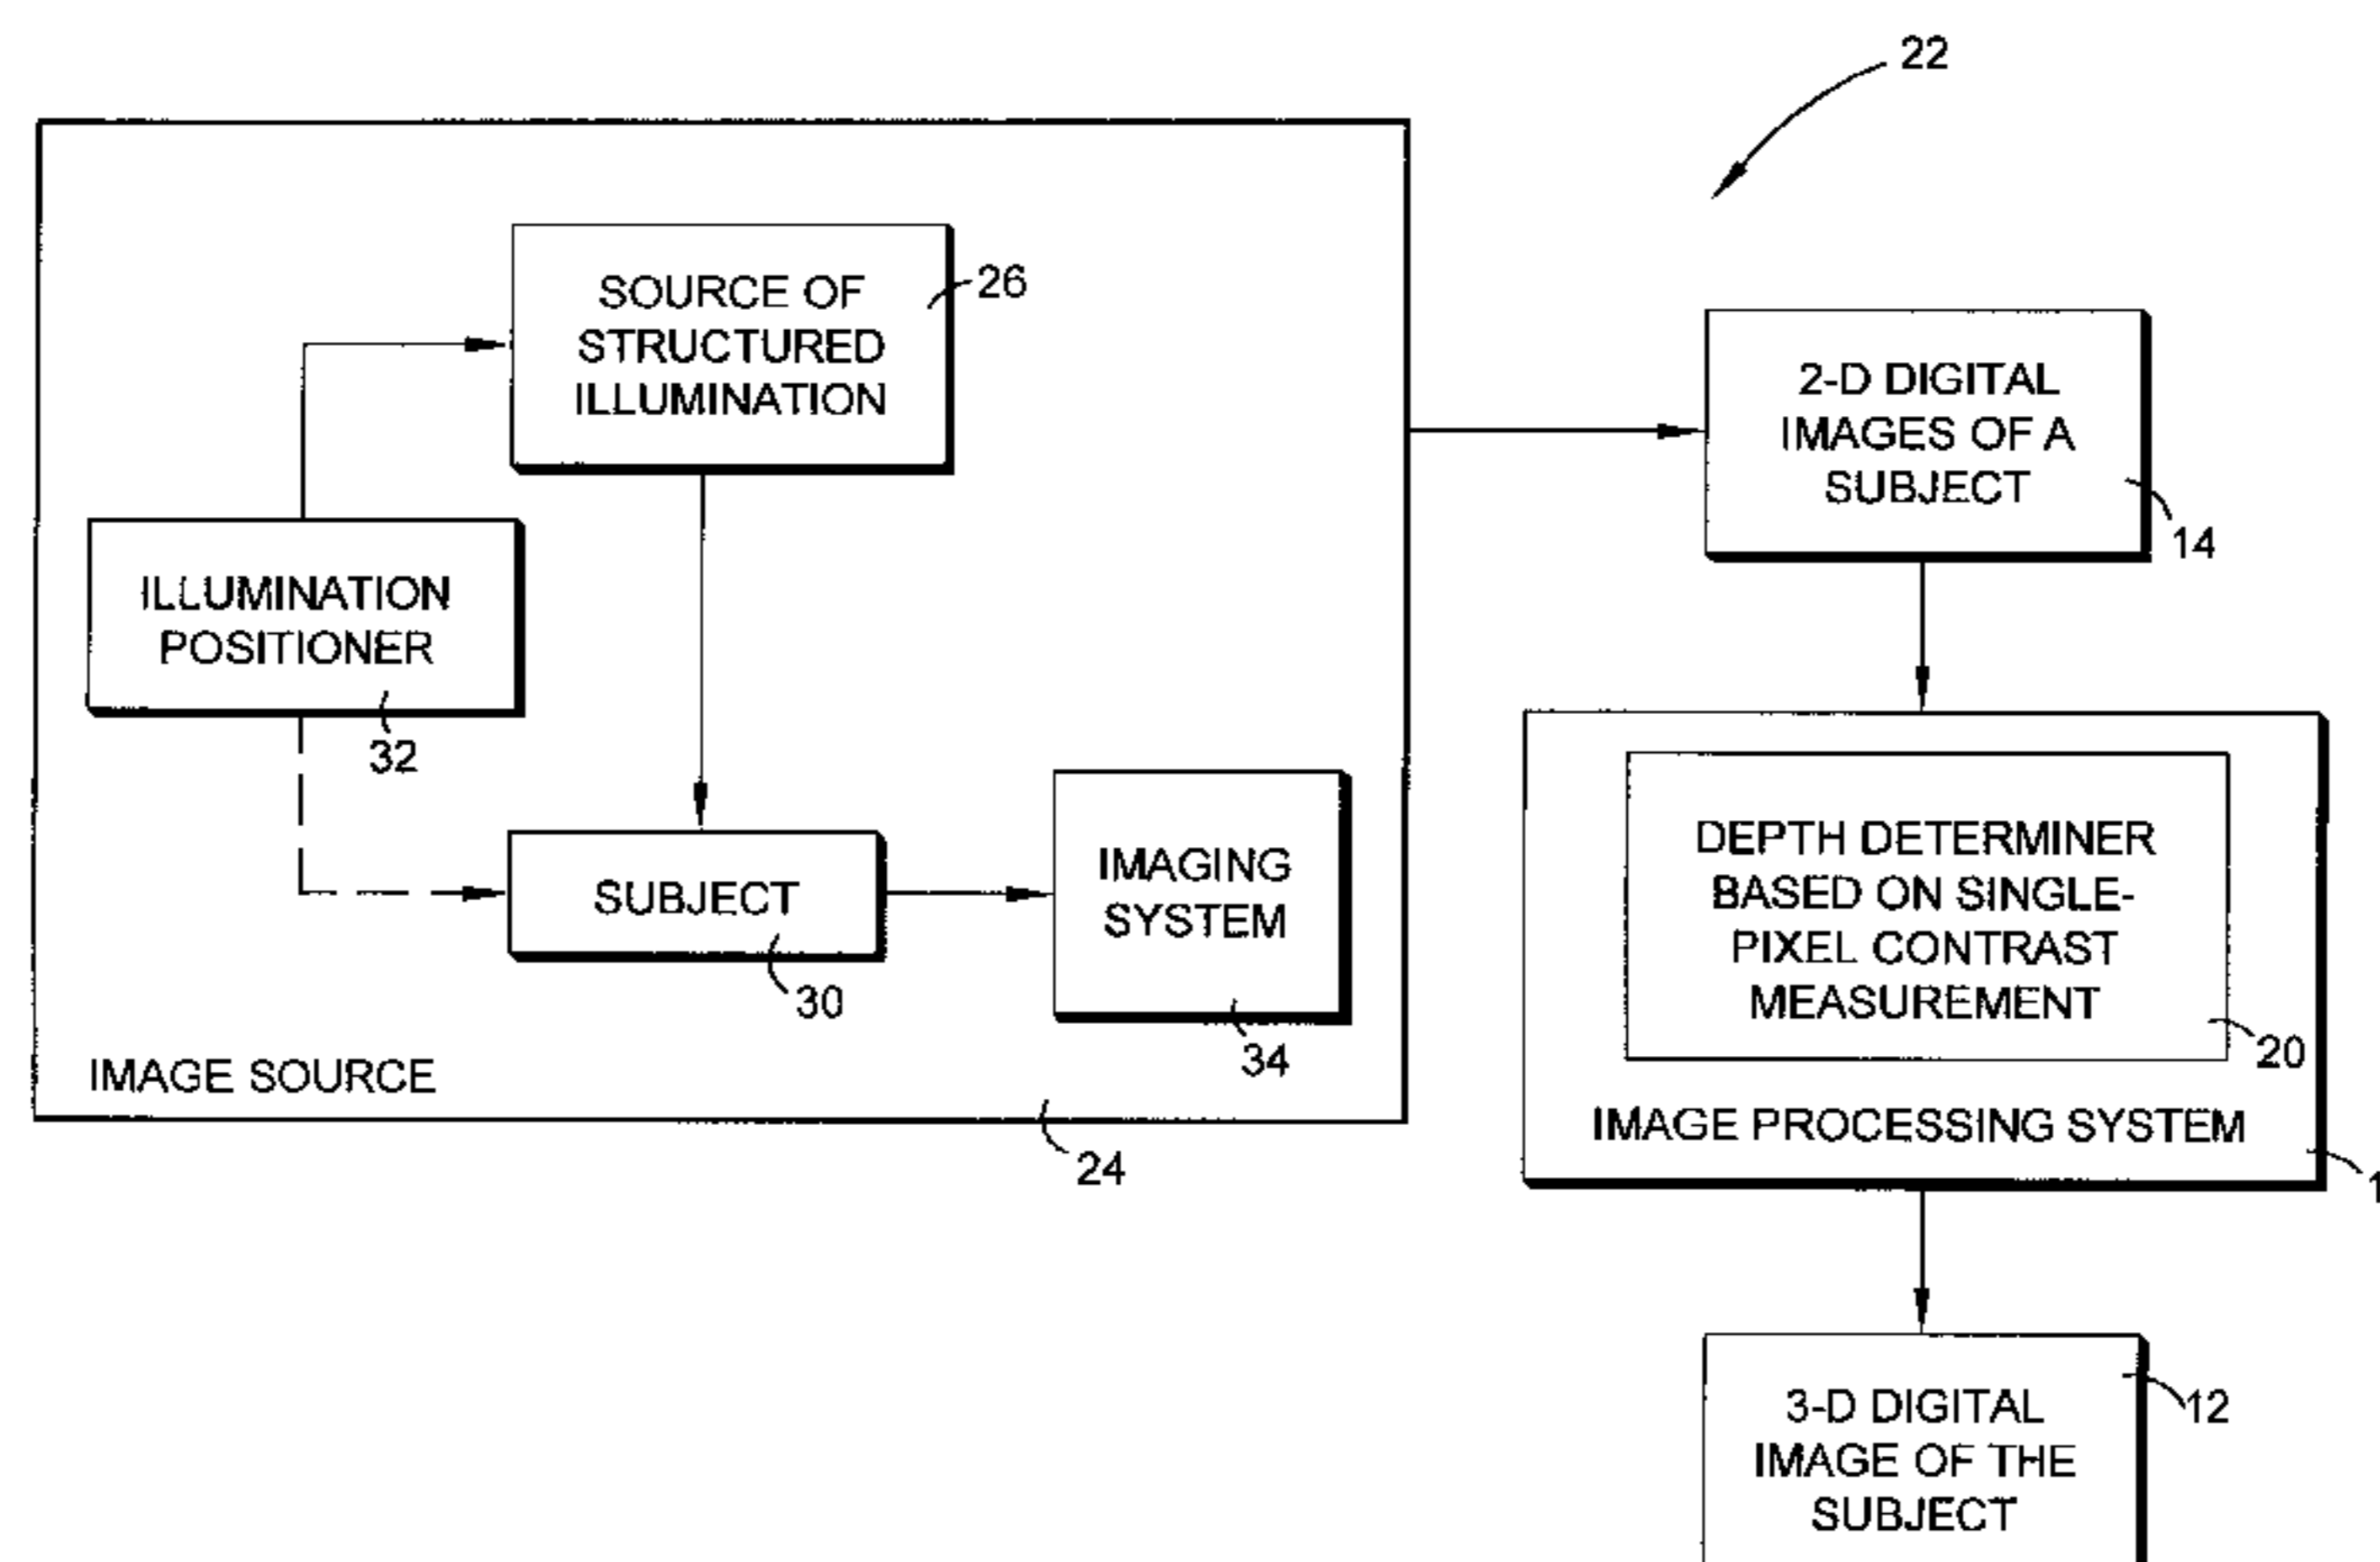 22
SOURCE OF
STRUCTURED
ILLUMINATION
26
2-D DIGITAL
IMAGES OF A
SUBJECT
14
ILLUMINATION
POSITIONER
32
SUBJECT
30
IMAGING
SYSTEM
34
IMAGE SOURCE
24
DEPTH DETERMINER
BASED ON SINGLE-
PIXEL CONTRAST
MEASUREMENT
20
IMAGE PROCESSING SYSTEM
3-D DIGITAL
IMAGE OF THE
SUBJECT
12